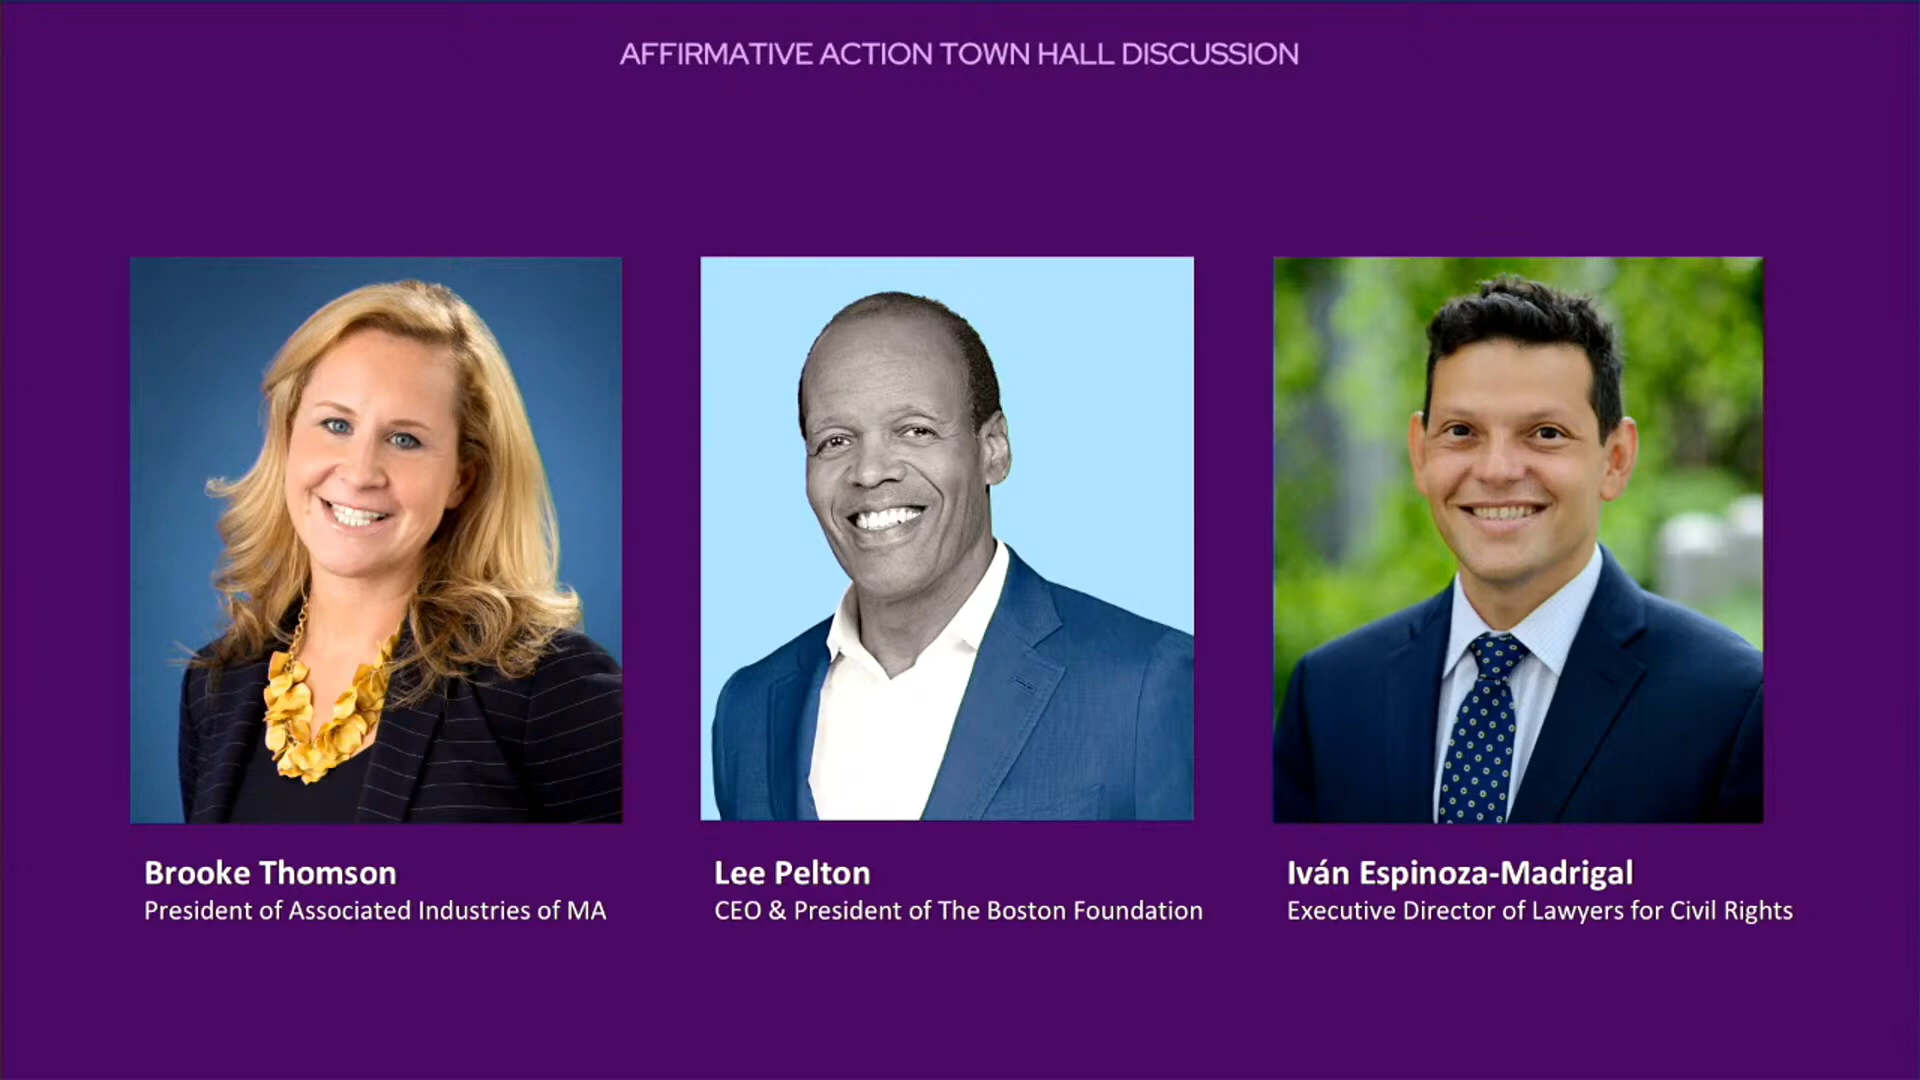 AFFIRMATIVE ACTION TOWN HALL DISCUSSION
Brooke Thomson
President of Associated Industries of MA
Lee Pelton
CEO & President of The Boston Foundation
Iván Espinoza-Madrigal
Executive Director of Lawyers for Civil Rights